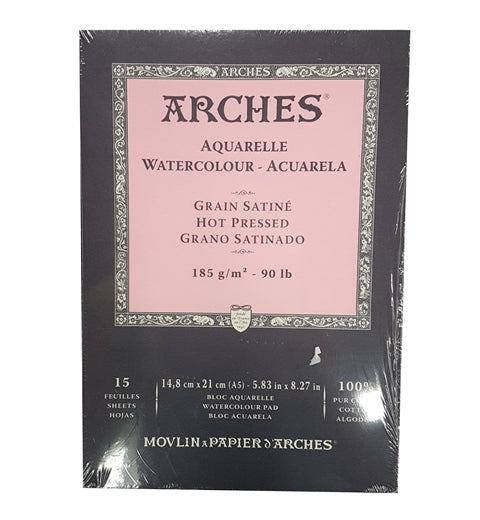 ARCHES
ARCHES®
AQUARELLE
WATERCOLOUR - ACUARELA
GRAIN SATINÉ
HOT PRESSED
GRANO SATINADO
185 g/m² - 90 lb
15
FEUILLES
SHEETS
HOJAS
14,8 cm x 21 cm (A5) - 5.83 in x 8.27 in
BLOC AQUARELLE
WATERCOLOUR PAD
BLOC ACUARELA
100%
PUR
MOVLIN A PAPIER D'ARCHES®